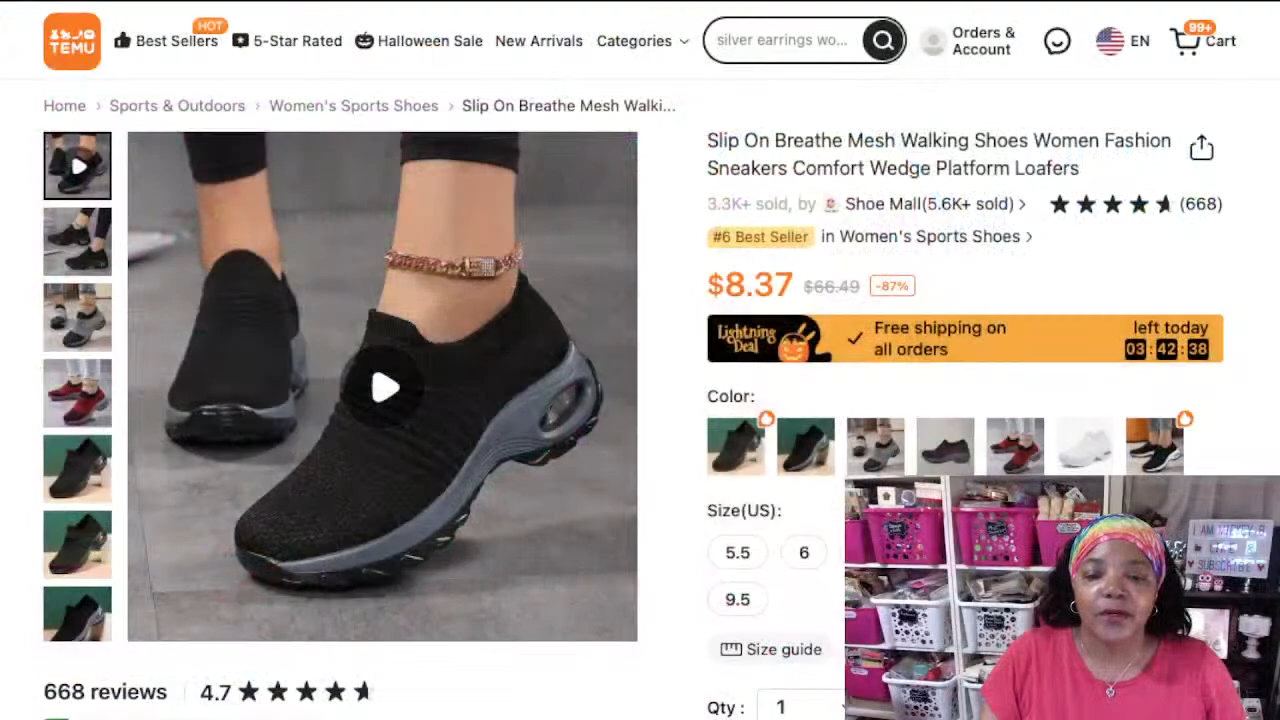 TEMU
Best Sellers
HOT
5-Star Rated
Halloween Sale
New Arrivals
Categories
silver earrings wo...
Orders &
Account
EN
99+
Cart
Home › Sports & Outdoors › Women's Sports Shoes › Slip On Breathe Mesh Walki...
Slip On Breathe Mesh Walking Shoes Women Fashion
Sneakers Comfort Wedge Platform Loafers
3.3K+ sold, by Shoe Mall(5.6K+ sold) › (668)
#6 Best Seller in Women's Sports Shoes ›
$8.37 $66.49 -87%
Lightning
Deal
Free shipping on
all orders
left today
03 : 42 : 38
Color:
Size(US):
5.5 6
9.5
Size guide
Qty : 1
668 reviews 4.7
SUBSCRIBE